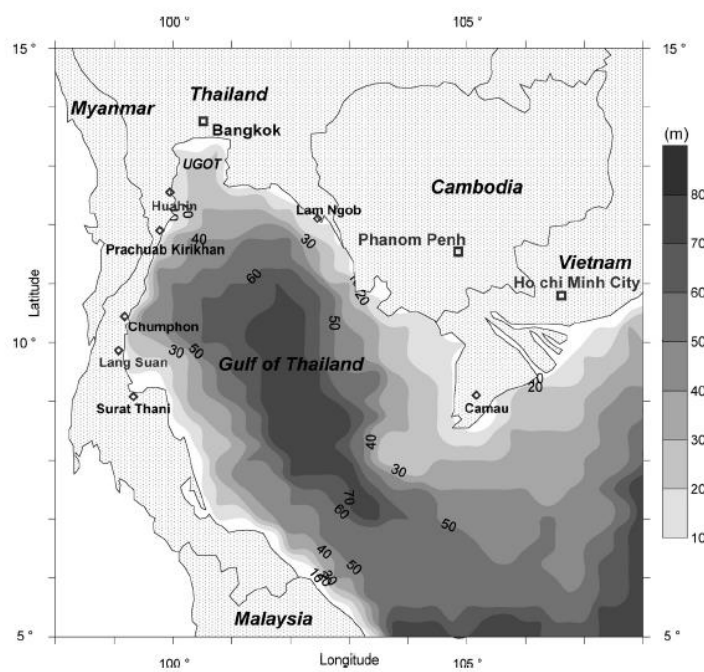 100 °
105 °
15 °
15 °
Myanmar
Thailand
Bangkok
(m)
UGOT
Cambodia
80
Huahin
Lam Ngob
40
30
Prachuab Kirikhan
Phanom Penh
70
Vietnam
60
20
Ho chi Minh City
Latitude
60
50
Chumphon
10 °
10 °
30
50
Gulf of Thailand
50
Lang Suan
20
Surat Thani
Camau
40
40
30
30
70
60
50
20
40
50
10
Malaysia
5 °
5 °
100 °
Longitude
105 °